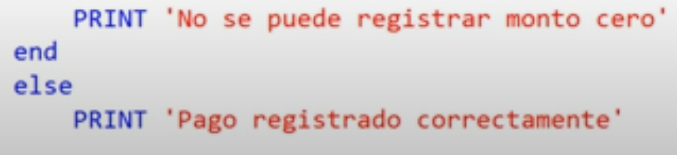 PRINT 'No se puede registrar monto cero'
end
else
PRINT 'Pago registrado correctamente'